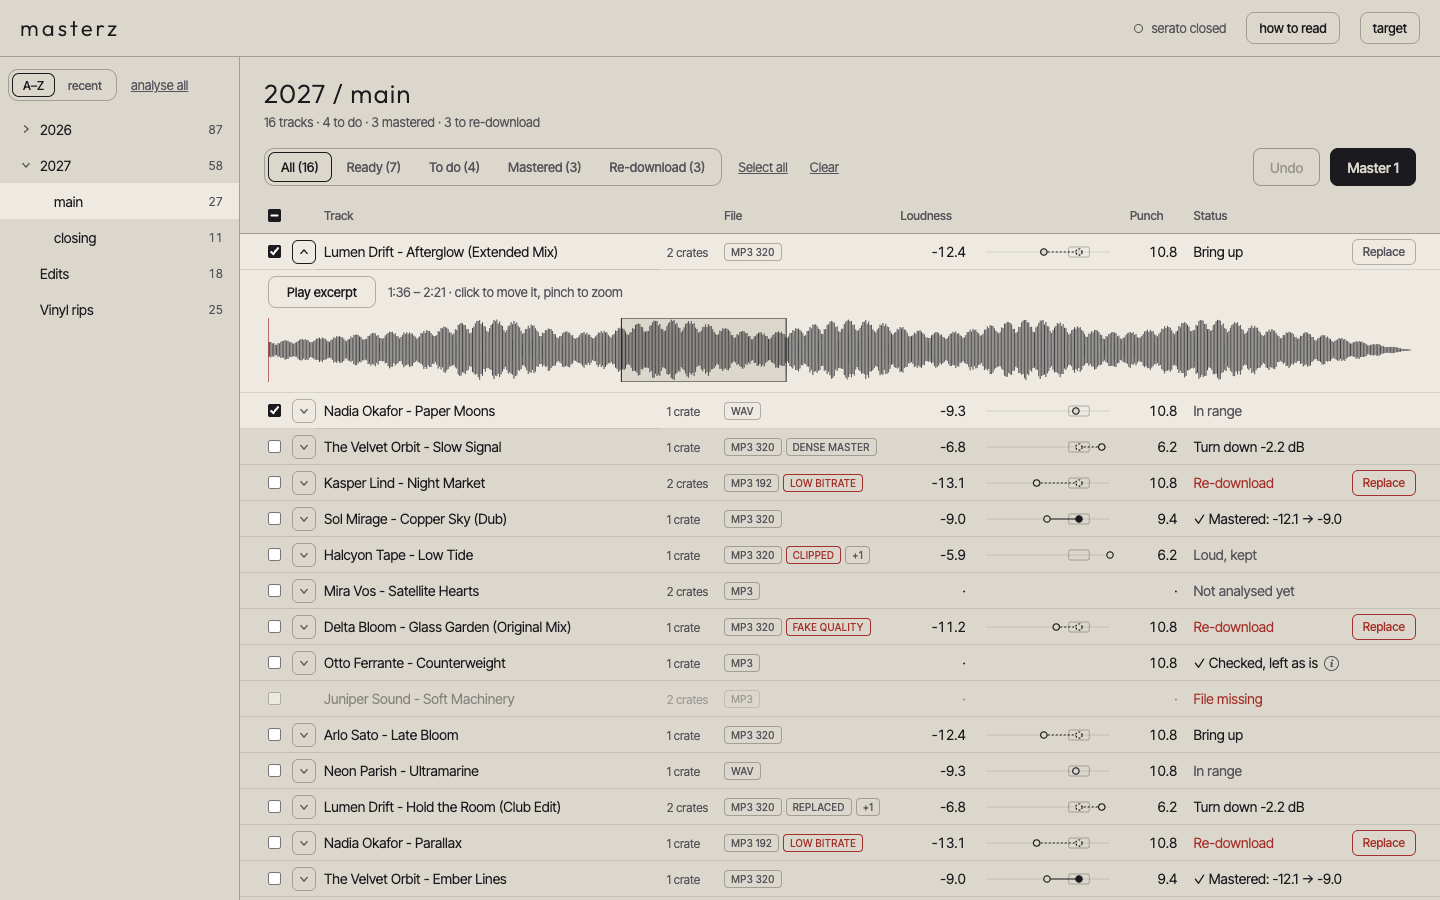 masterz
serato closed
how to read
target
A–Z recent analyse all
2026 87
2027 58
main 27
closing 11
Edits 18
Vinyl rips 25
2027 / main
16 tracks · 4 to do · 3 mastered · 3 to re-download
All (16) Ready (7) To do (4) Mastered (3) Re-download (3) Select all Clear Undo Master 1
Track File Loudness Punch Status
Lumen Drift - Afterglow (Extended Mix) 2 crates MP3 320 -12.4 10.8 Bring up Replace
Play excerpt 1:36 – 2:21 · click to move it, pinch to zoom
Nadia Okafor - Paper Moons 1 crate WAV -9.3 10.8 In range
The Velvet Orbit - Slow Signal 1 crate MP3 320 DENSE MASTER -6.8 6.2 Turn down -2.2 dB
Kasper Lind - Night Market 2 crates MP3 192 LOW BITRATE -13.1 10.8 Re-download Replace
Sol Mirage - Copper Sky (Dub) 1 crate MP3 320 -9.0 9.4 ✓ Mastered: -12.1 → -9.0
Halcyon Tape - Low Tide 1 crate MP3 320 CLIPPED +1 -5.9 6.2 Loud, kept
Mira Vos - Satellite Hearts 2 crates MP3 · · Not analysed yet
Delta Bloom - Glass Garden (Original Mix) 1 crate MP3 320 FAKE QUALITY -11.2 10.8 Re-download Replace
Otto Ferrante - Counterweight 1 crate MP3 · 10.8 ✓ Checked, left as is i
Juniper Sound - Soft Machinery 2 crates MP3 · · File missing
Arlo Sato - Late Bloom 1 crate MP3 320 -12.4 10.8 Bring up
Neon Parish - Ultramarine 1 crate WAV -9.3 10.8 In range
Lumen Drift - Hold the Room (Club Edit) 2 crates MP3 320 REPLACED +1 -6.8 6.2 Turn down -2.2 dB
Nadia Okafor - Parallax 1 crate MP3 192 LOW BITRATE -13.1 10.8 Re-download Replace
The Velvet Orbit - Ember Lines 1 crate MP3 320 -9.0 9.4 ✓ Mastered: -12.1 → -9.0